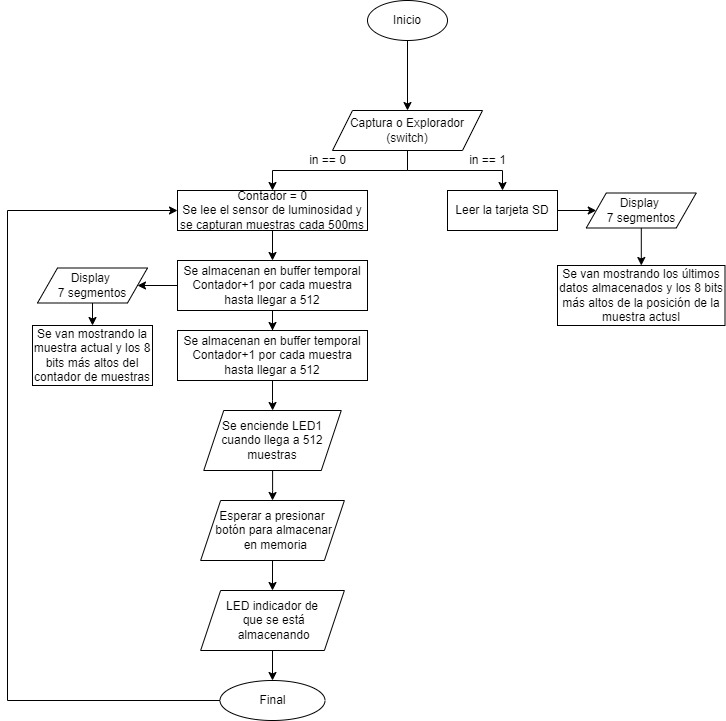 Inicio
Captura o Explorador
(switch)
in == 0
in == 1
Contador = 0
Se lee el sensor de luminosidad y
se capturan muestras cada 500ms
Leer la tarjeta SD
Display
7 segmentos
Se van mostrando los últimos
datos almacenados y los 8 bits
más altos de la posición de la
muestra actusl
Se almacenan en buffer temporal
Contador+1 por cada muestra
hasta llegar a 512
Display
7 segmentos
Se van mostrando la
muestra actual y los 8
bits más altos del
contador de muestras
Se almacenan en buffer temporal
Contador+1 por cada muestra
hasta llegar a 512
Se enciende LED1
cuando llega a 512
muestras
Esperar a presionar
botón para almacenar
en memoria
LED indicador de
que se está
almacenando
Final